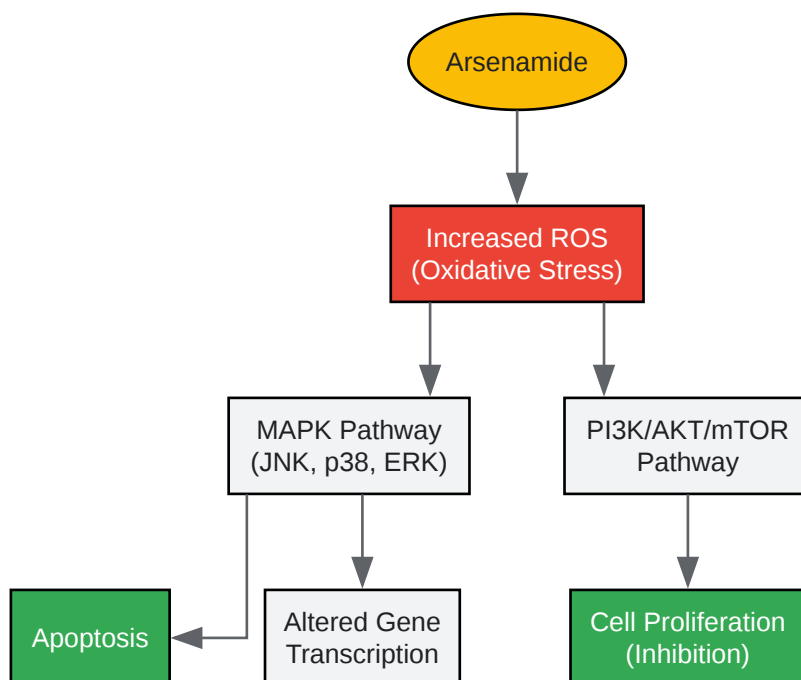 Arsenamide
Increased ROS
(Oxidative Stress)
MAPK Pathway
(JNK, p38, ERK)
PI3K/AKT/mTOR
Pathway
Apoptosis
Altered Gene
Transcription
Cell Proliferation
(Inhibition)